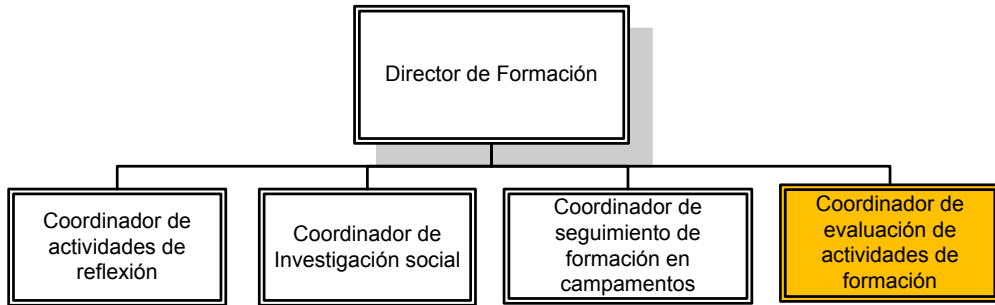 Director de Formación
Coordinador de
actividades de
reflexión
Coordinador de
Investigación social
Coordinador de
seguimiento de
formación en
campamentos
Coordinador de
evaluación de
actividades de
formación